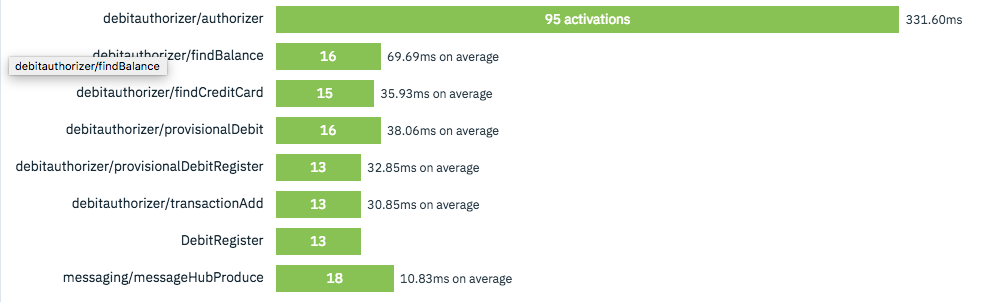 debitauthorizer/authorizer 95 activations 331.60ms
debitauthorizer/findBalance 16 69.69ms on average
debitauthorizer/findBalance
debitauthorizer/findCreditCard 15 35.93ms on average
debitauthorizer/provisionalDebit 16 38.06ms on average
debitauthorizer/provisionalDebitRegister 13 32.85ms on average
debitauthorizer/transactionAdd 13 30.85ms on average
DebitRegister 13
messaging/messageHubProduce 18 10.83ms on average